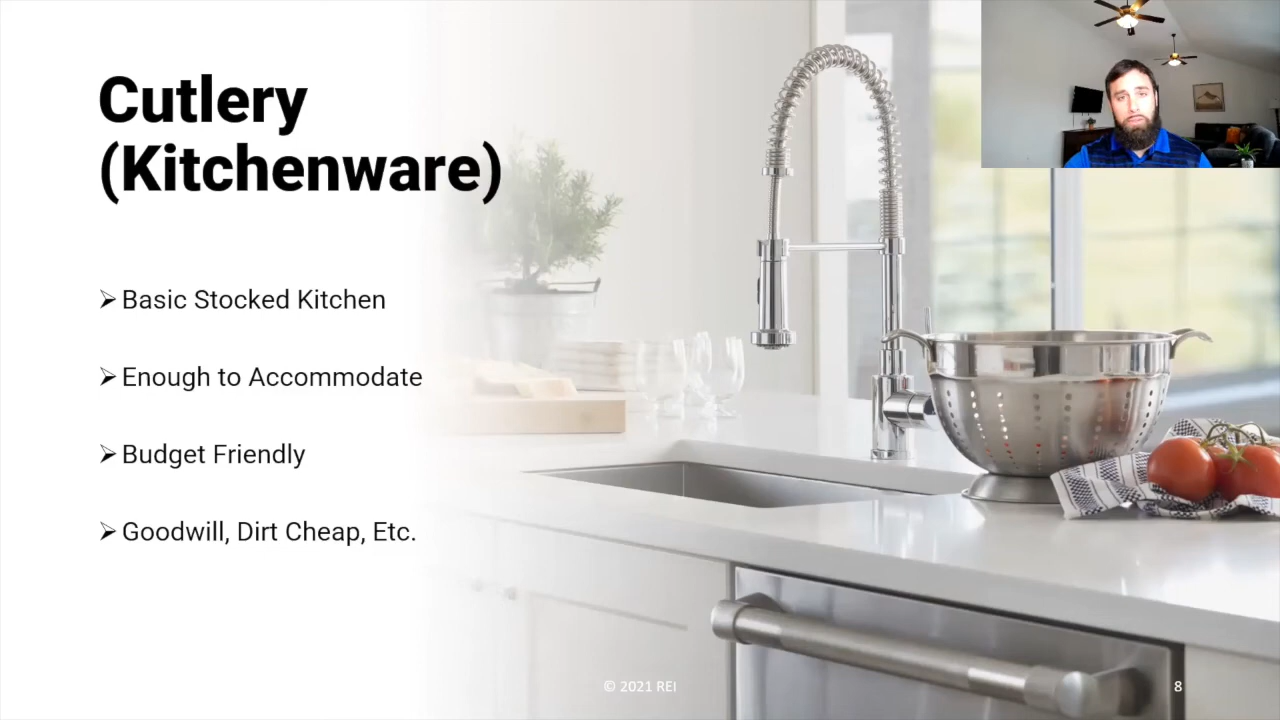 Cutlery
(Kitchenware)
➢ Basic Stocked Kitchen
➢ Enough to Accommodate
➢ Budget Friendly
➢ Goodwill, Dirt Cheap, Etc.
© 2021 REI
8